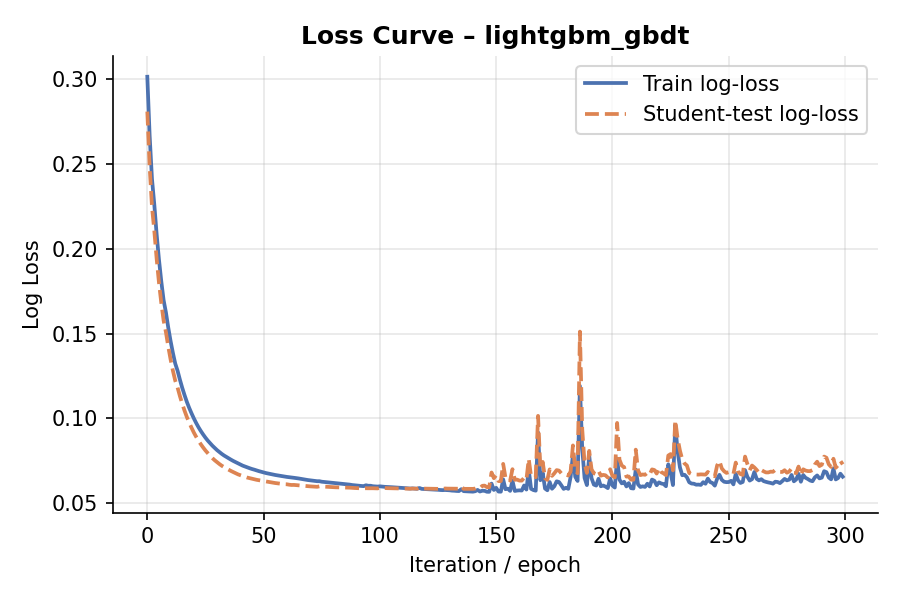 Loss Curve – lightgbm_gbdt
Train log-loss
Student-test log-loss
Log Loss
0.30
0.25
0.20
0.15
0.10
0.05
0 50 100 150 200 250 300
Iteration / epoch